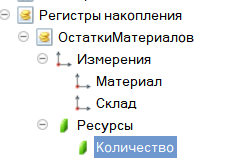 Регистры накопления
ОстаткиМатериалов
Измерения
Материал
Склад
Ресурсы
Количество